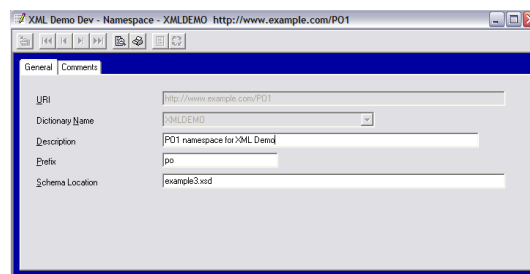 XML Demo Dev - Namespace - XMLDEMO http://www.example.com/PO1
General Comments
URI http://www.example.com/PO1
Dictionary Name XMLDEMO
Description PO1 namespace for XML Demo
Prefix po
Schema Location example3.xsd